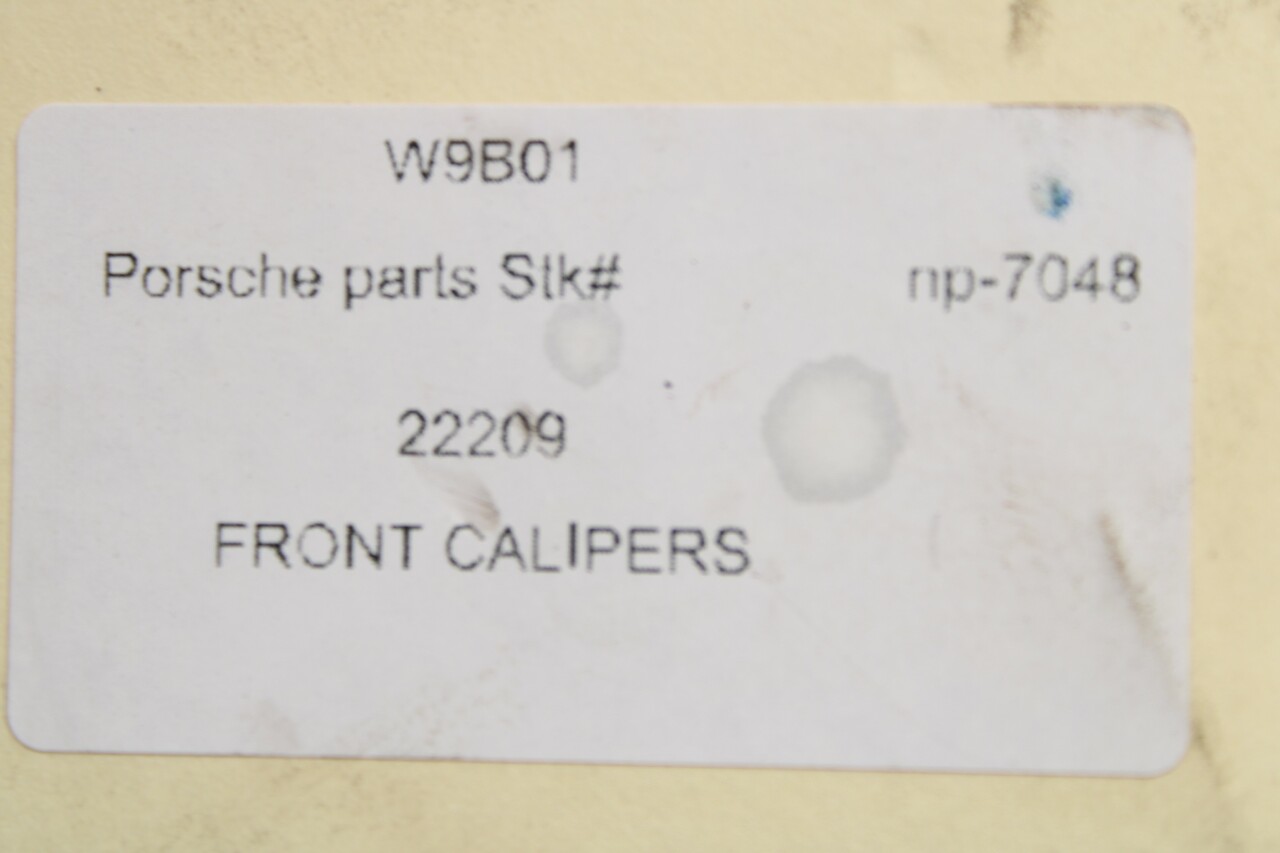 W9B01
Porsche parts Stk# np-7048
22209
FRONT CALIPERS